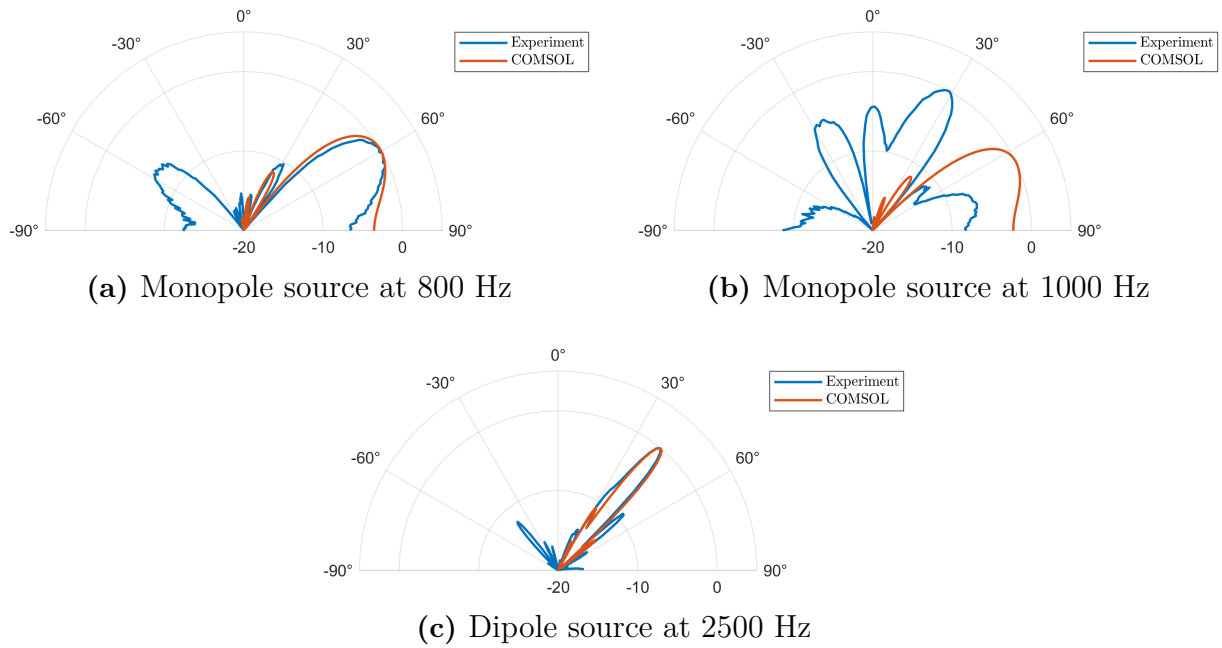 0°
-30° 30°
-60° 60°
-90° 90°
-20 -10 0
Experiment
COMSOL
(a) Monopole source at 800 Hz
0°
-30° 30°
-60° 60°
-90° 90°
-20 -10 0
Experiment
COMSOL
(b) Monopole source at 1000 Hz
0°
-30° 30°
-60° 60°
-90° 90°
-20 -10 0
Experiment
COMSOL
(c) Dipole source at 2500 Hz